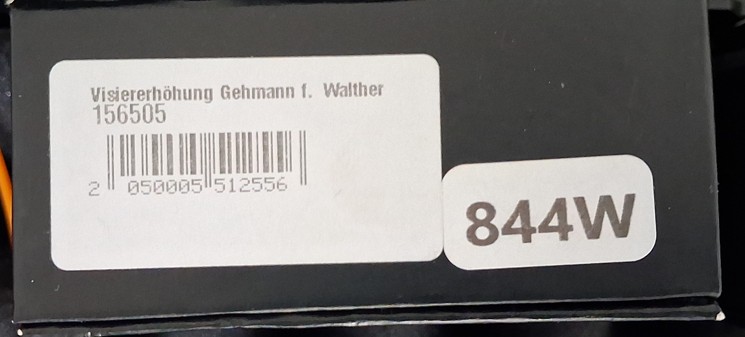 Visiererhöhung Gehmann f. Walther
156505
2 050005 512556
844W